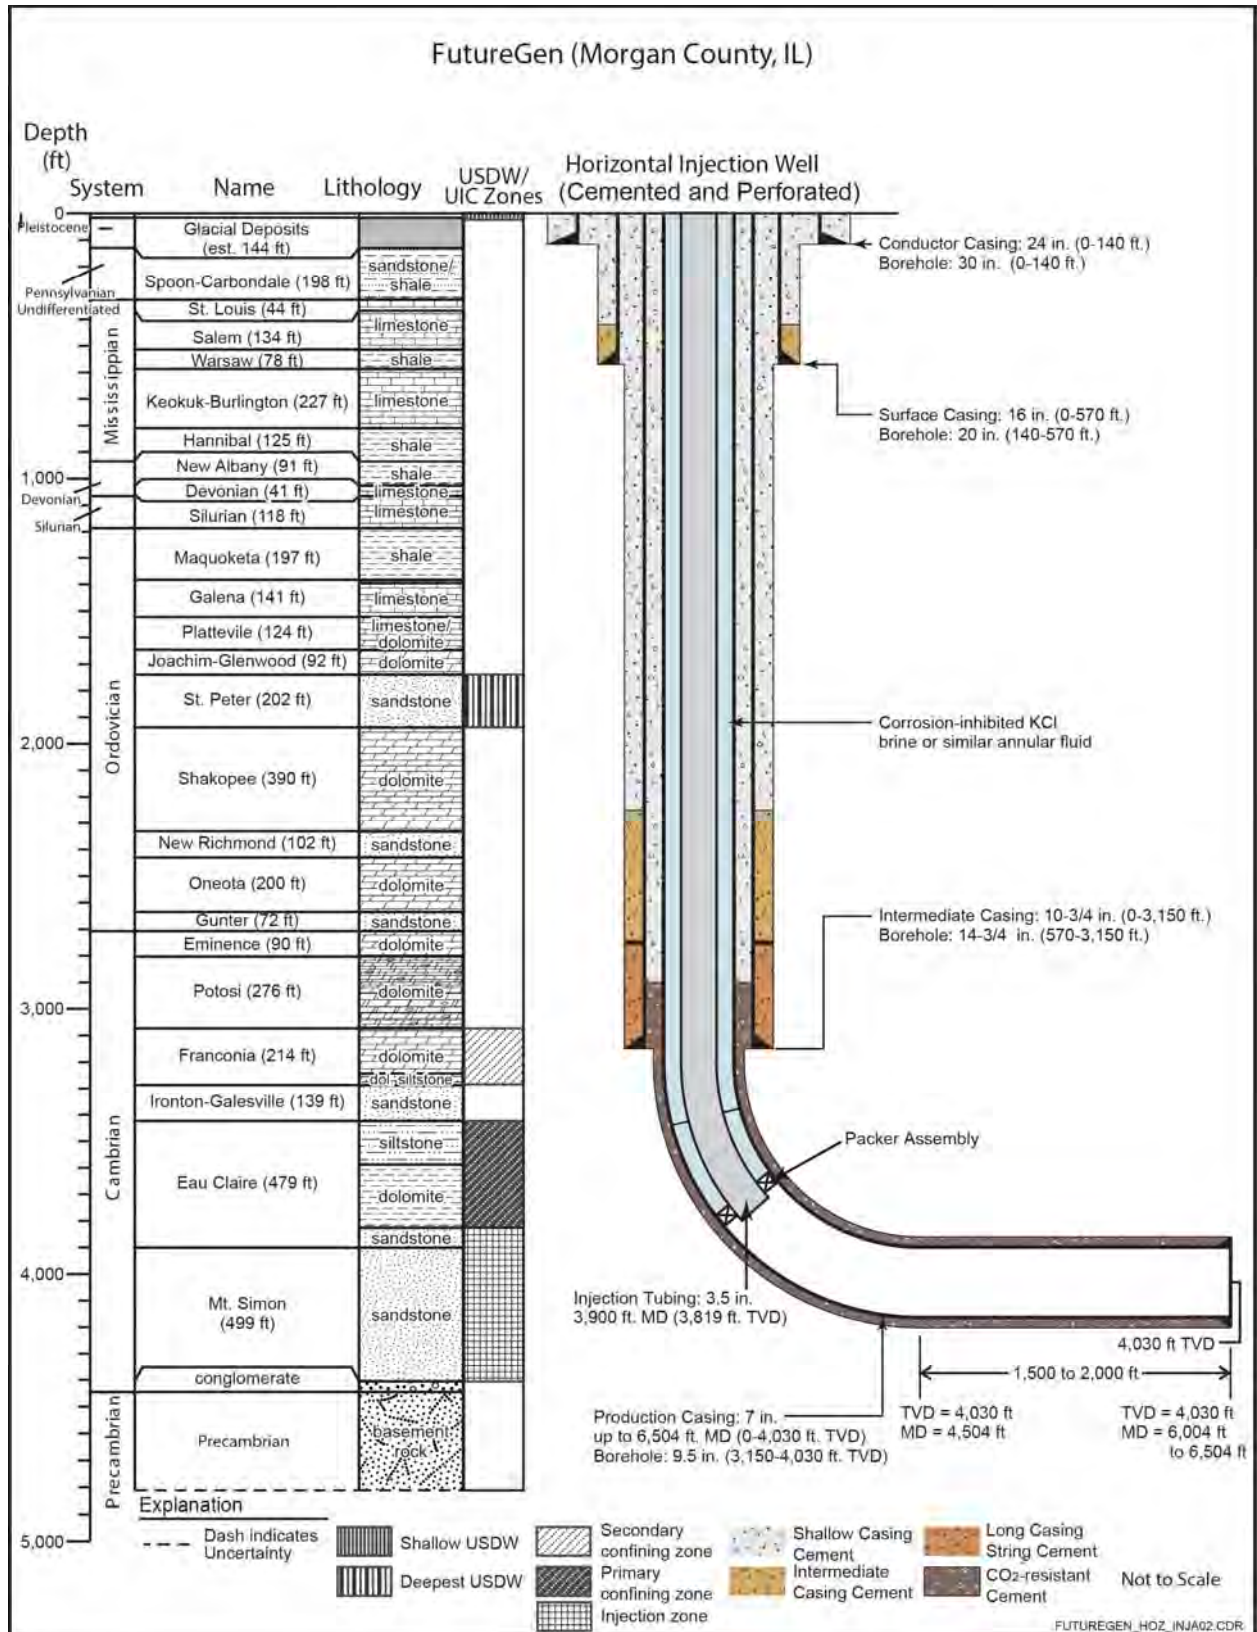 FutureGen (Morgan County, IL)
Depth
(ft)
System
Name
Lithology
USDW/
UIC Zones
Horizontal Injection Well
(Cemented and Perforated)
0
1,000
2,000
3,000
4,000
5,000
Pleistocene
Pennsylvanian
Undifferentiated
Mississippian
Devonian
Silurian
Ordovician
Cambrian
Precambrian
Glacial Deposits
(est. 144 ft)
Spoon-Carbondale (198 ft)
sandstone/
shale
St. Louis (44 ft)
Salem (134 ft)
limestone
Warsaw (78 ft)
shale
Keokuk-Burlington (227 ft)
limestone
Hannibal (125 ft)
shale
New Albany (91 ft)
shale
Devonian (41 ft)
limestone
Silurian (118 ft)
limestone
Maquoketa (197 ft)
shale
Galena (141 ft)
limestone
Plattevile (124 ft)
limestone/
dolomite
Joachim-Glenwood (92 ft)
dolomite
St. Peter (202 ft)
sandstone
Shakopee (390 ft)
dolomite
New Richmond (102 ft)
sandstone
Oneota (200 ft)
dolomite
Gunter (72 ft)
sandstone
Eminence (90 ft)
dolomite
Potosi (276 ft)
dolomite
Franconia (214 ft)
dolomite
dol-siltstone
Ironton-Galesville (139 ft)
sandstone
Eau Claire (479 ft)
siltstone
dolomite
sandstone
Mt. Simon
(499 ft)
sandstone
conglomerate
Precambrian
basement
rock
Conductor Casing: 24 in. (0-140 ft.)
Borehole: 30 in. (0-140 ft.)
Surface Casing: 16 in. (0-570 ft.)
Borehole: 20 in. (140-570 ft.)
Corrosion-inhibited KCl
brine or similar annular fluid
Intermediate Casing: 10-3/4 in. (0-3,150 ft.)
Borehole: 14-3/4 in. (570-3,150 ft.)
Packer Assembly
Injection Tubing: 3.5 in.
3,900 ft. MD (3,819 ft. TVD)
4,030 ft TVD
1,500 to 2,000 ft
Production Casing: 7 in.
up to 6,504 ft. MD (0-4,030 ft. TVD)
Borehole: 9.5 in. (3,150-4,030 ft. TVD)
TVD = 4,030 ft
MD = 4,504 ft
TVD = 4,030 ft
MD = 6,004 ft
to 6,504 ft
Explanation
Dash indicates
Uncertainty
Shallow USDW
Deepest USDW
Secondary
confining zone
Primary
confining zone
Injection zone
Shallow Casing
Cement
Intermediate
Casing Cement
Long Casing
String Cement
CO2-resistant
Cement
Not to Scale
FUTUREGEN_HOZ_INJA02.CDR